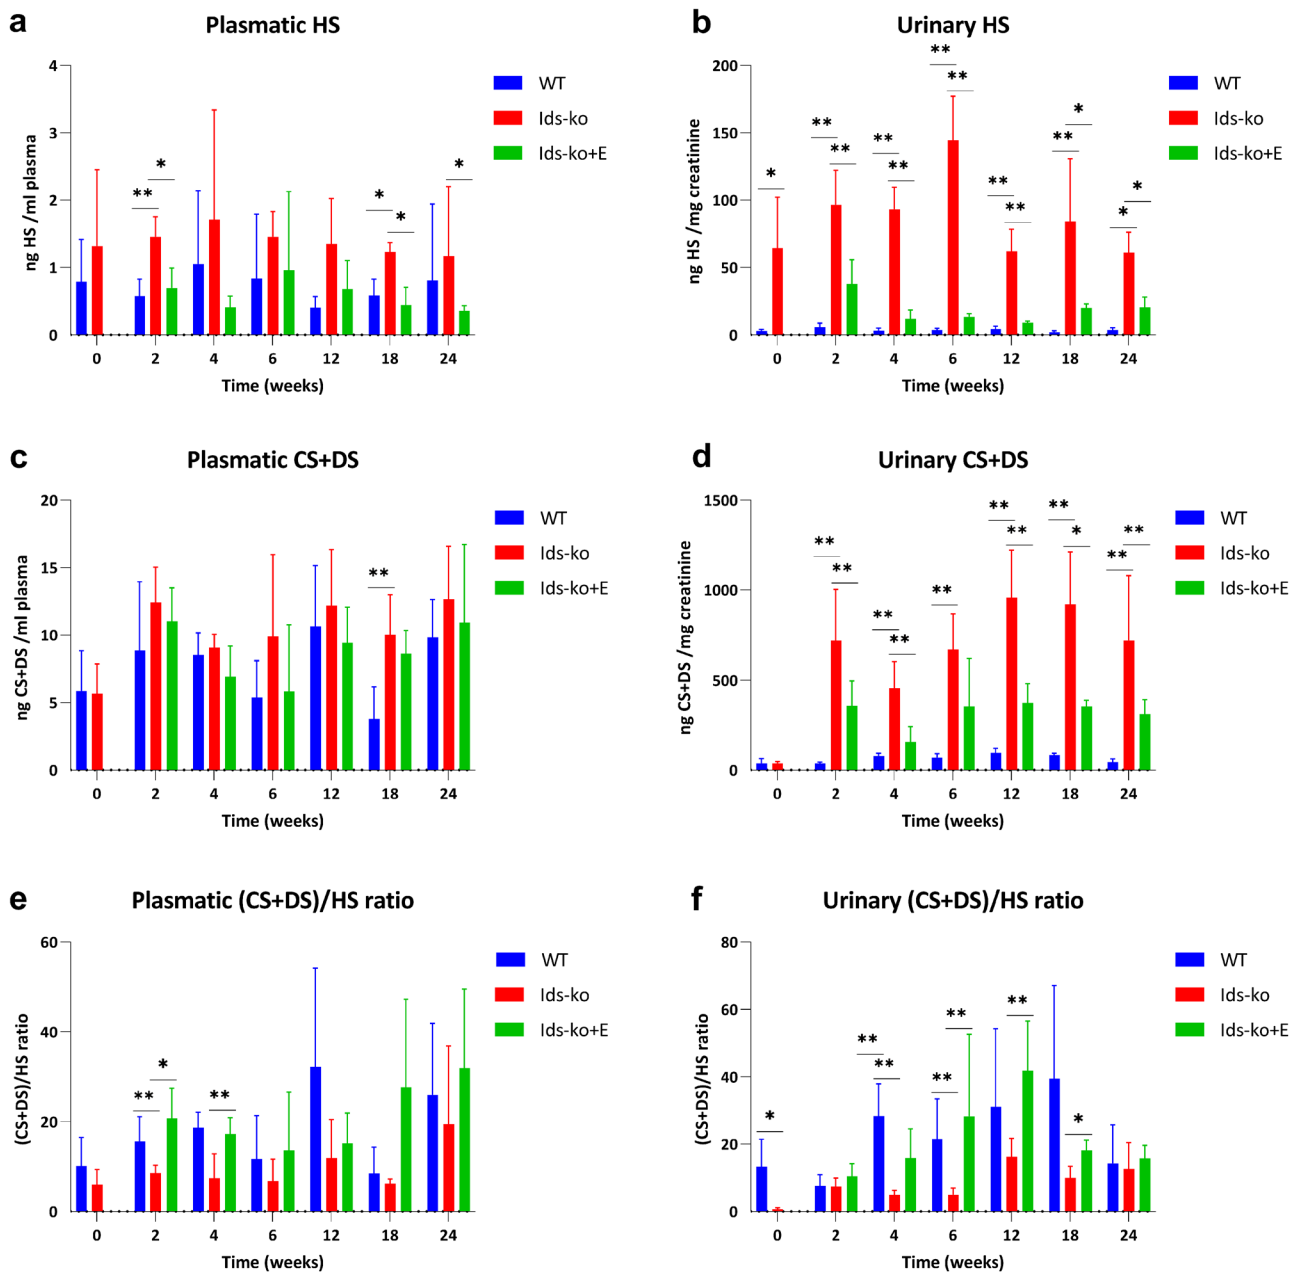 a
Plasmatic HS
ng HS /ml plasma
4
3
2
1
0
** * * * *
0 2 4 6 12 18 24
Time (weeks)
WT
Ids-ko
Ids-ko+E
b
Urinary HS
ng HS /mg creatinine
200
150
100
50
0
* ** ** ** ** ** ** ** ** ** * * *
0 2 4 6 12 18 24
Time (weeks)
WT
Ids-ko
Ids-ko+E
c
Plasmatic CS+DS
ng CS+DS /ml plasma
20
15
10
5
0
**
0 2 4 6 12 18 24
Time (weeks)
WT
Ids-ko
Ids-ko+E
d
Urinary CS+DS
ng CS+DS /mg creatinine
1500
1000
500
0
** ** ** ** ** ** ** ** * ** **
0 2 4 6 12 18 24
Time (weeks)
WT
Ids-ko
Ids-ko+E
e
Plasmatic (CS+DS)/HS ratio
(CS+DS)/HS ratio
60
40
20
0
** * **
0 2 4 6 12 18 24
Time (weeks)
WT
Ids-ko
Ids-ko+E
f
Urinary (CS+DS)/HS ratio
(CS+DS)/HS ratio
80
60
40
20
0
* ** ** ** ** ** *
0 2 4 6 12 18 24
Time (weeks)
WT
Ids-ko
Ids-ko+E